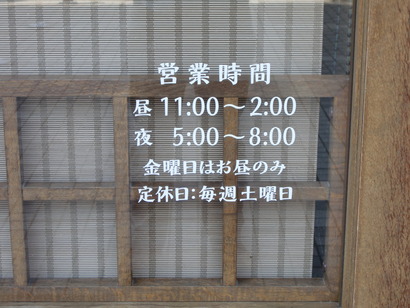 営業時間
昼 11:00～2:00
夜 5:00～8:00
金曜日はお昼のみ
定休日:毎週土曜日